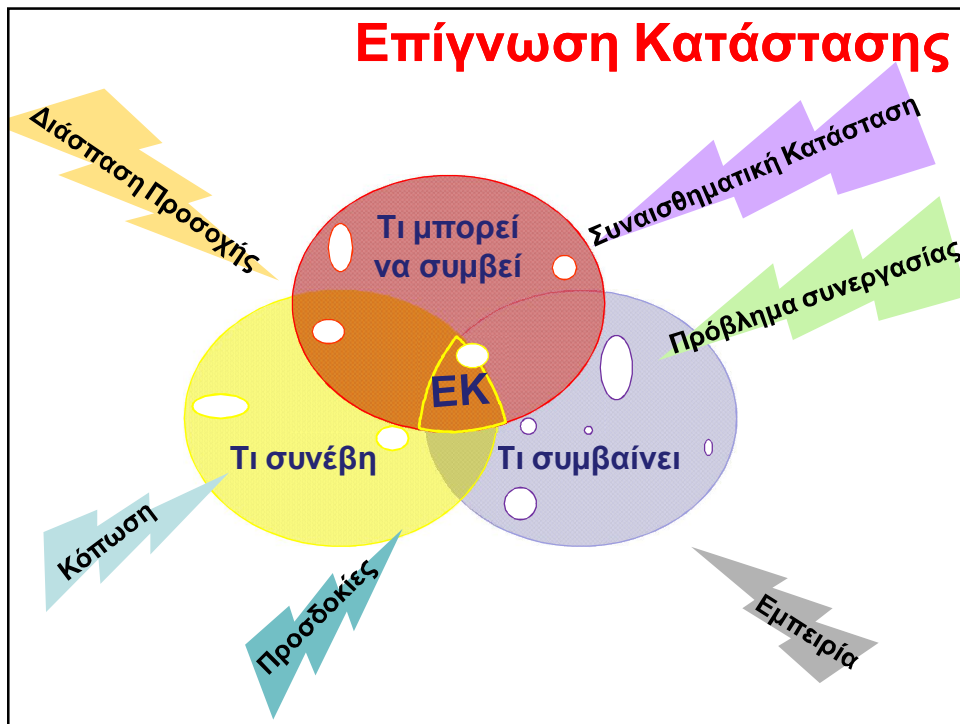 Επίγνωση Κατάστασης
Διάσπαση Προσοχής
Συναισθηματική Κατάσταση
Τι μπορεί
να συμβεί
Πρόβλημα συνεργασίας
ΕΚ
Τι συνέβη
Τι συμβαίνει
Κόπωση
Προσδοκίες
Εμπειρία